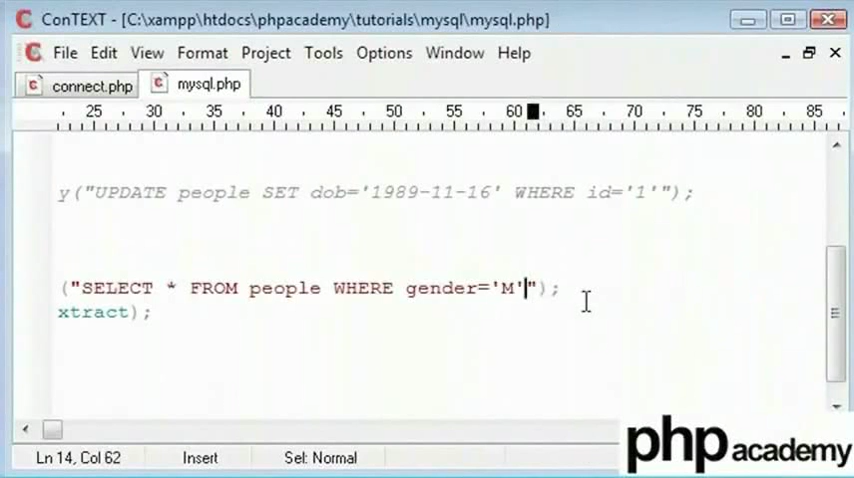 ConTEXT - [C:\xampp\htdocs\phpacademy\tutorials\mysql\mysql.php]
File Edit View Format Project Tools Options Window Help
connect.php mysql.php
25 30 35 40 45 50 55 60 65 70 75 80 85
y("UPDATE people SET dob='1989-11-16' WHERE id='1'");
("SELECT * FROM people WHERE gender='M'");
xtract);
Ln 14, Col 62 Insert Sel: Normal
php academy